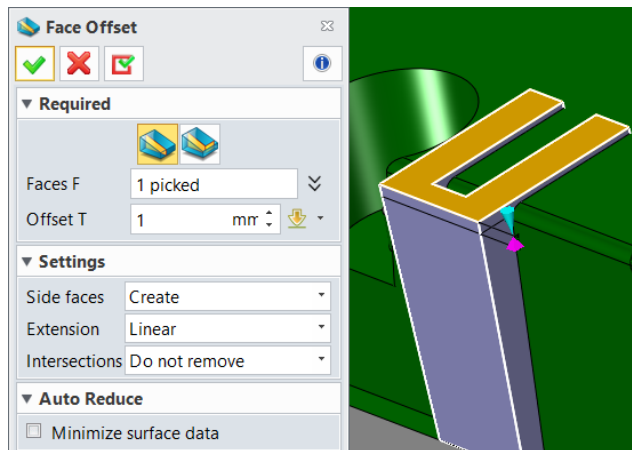 Face Offset
Required
Faces F 1 picked
Offset T 1 mm
Settings
Side faces Create
Extension Linear
Intersections Do not remove
Auto Reduce
Minimize surface data